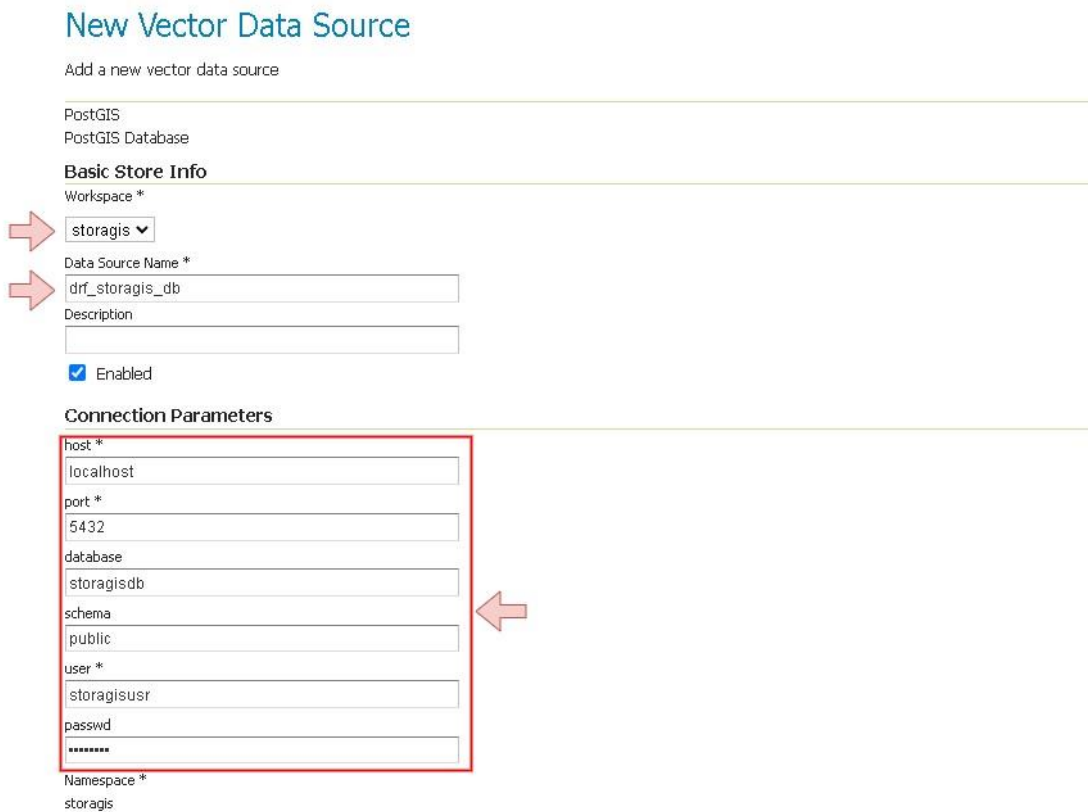 New Vector Data Source
Add a new vector data source
PostGIS
PostGIS Database
Basic Store Info
Workspace *
storagis
Data Source Name *
drf_storagis_db
Description
Enabled
Connection Parameters
host *
localhost
port *
5432
database
storagisdb
schema
public
user *
storagisusr
passwd
••••••••
Namespace *
storagis